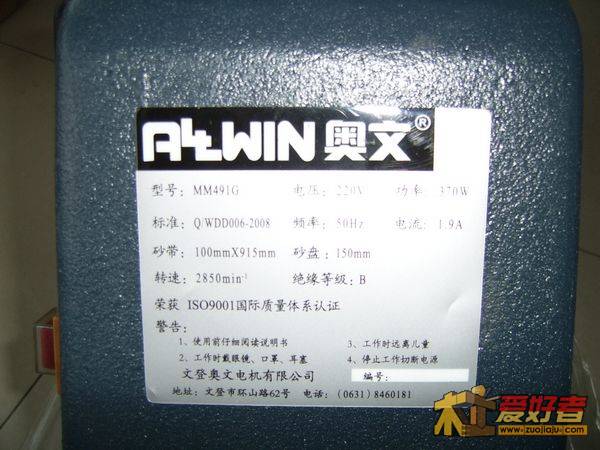 ALLWIN 奥文®
型号: MM491G 电压: 220V 功率: 370W
标准: Q/WDD006-2008 频率: 50Hz 电流: 1.9A
砂带: 100mmX915mm 砂盘: 150mm
转速: 2850min⁻¹ 绝缘等级: B
荣获 ISO9001国际质量体系认证
警告:
1、使用前仔细阅读说明书 3、工作时远离儿童
2、工作时戴眼镜、口罩、耳塞 4、停止工作切断电源
文登奥文电机有限公司 编号:
地址: 文登市环山路62号 电话: (0631) 8460181
爱好者
www.zuojiaju.com